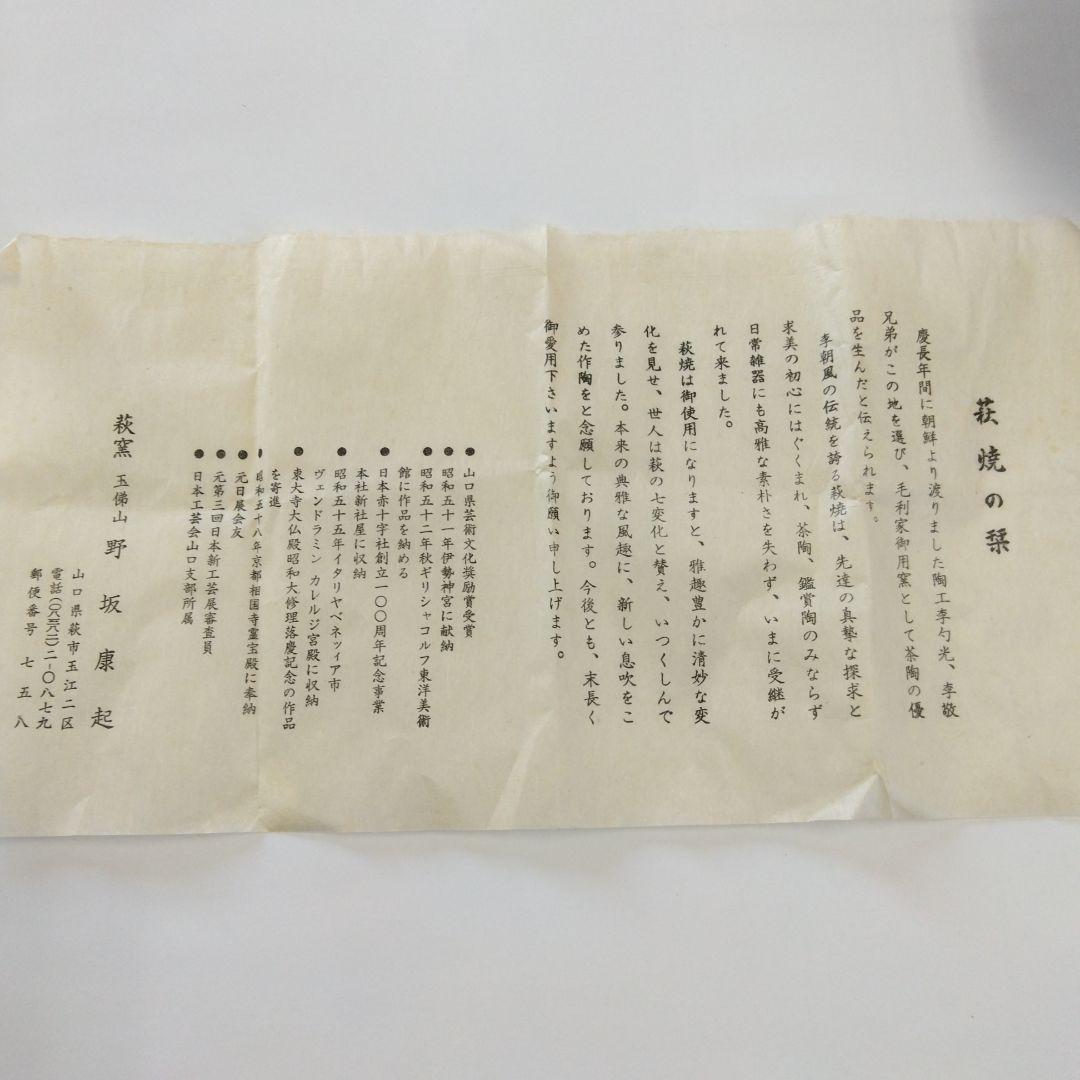 萩焼の栞
慶長年間に朝鮮より渡りました陶工李勺光、李敬
兄弟がこの地を選び、毛利家御用窯として茶陶の優
品を生んだと伝えられます。
李朝風の伝統を誇る萩焼は、先達の真摯な探求と
求美の初心にはぐくまれ、茶陶、鑑賞陶のみならず
日常雑器にも高雅な素朴さを失わず、いまに受継が
れて来ました。
萩焼は御使用になりますと、雅趣豊かに清妙な変
化を見せ、世人は萩の七変化と賛え、いつくしんで
参りました。本来の典雅な風趣に、新しい息吹をこ
めた作陶をと念願しております。今後とも、末長く
御愛用下さいますよう御願い申し上げます。
●山口県芸術文化奨励賞受賞
●昭和五十一年伊勢神宮に献納
●昭和五十二年秋ギリシャコルフ東洋美術
館に作品を納める
●日本赤十字社創立一〇〇周年記念事業
本社新社屋に収納
●昭和五十五年イタリヤベネッィア市
ヴェンドラミン カレルジ宮殿に収納
●東大寺大仏殿昭和大修理落慶記念の作品
を寄進
●昭和五十八年京都相国寺霊宝殿に奉納
●元日展会友
●元第三回日本新工芸展審査員
●日本工芸会山口支部所属
萩窯 玉俤山 野坂康起
山口県萩市玉江二区
電話(〇八三八二)二-〇八七九
郵便番号 七五八